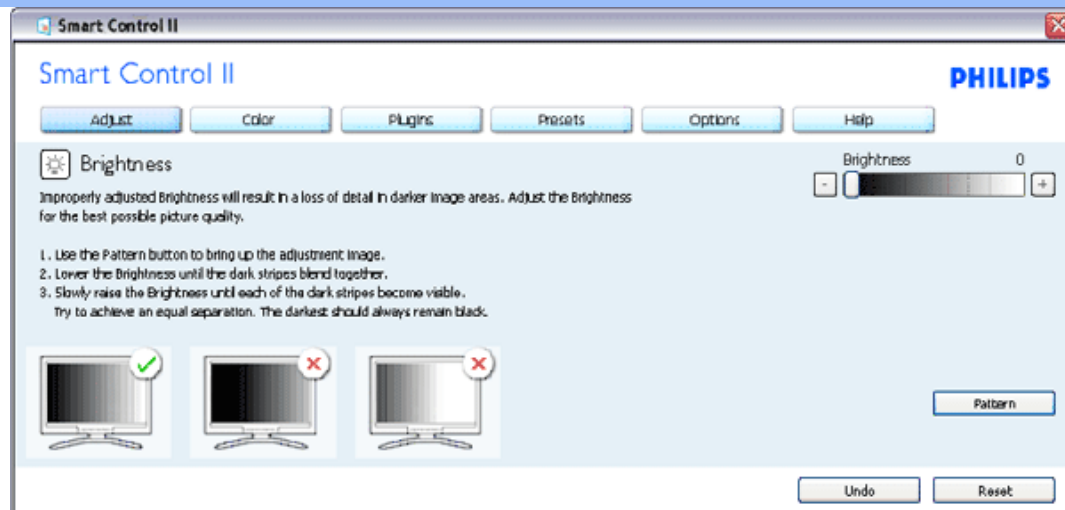 Smart Control II
Smart Control II
PHILIPS
Adjust Color Plugins Presets Options Help
Brightness
Brightness 0
- +
Improperly adjusted Brightness will result in a loss of detail in darker image areas. Adjust the Brightness
for the best possible picture quality.
1. Use the Pattern button to bring up the adjustment image.
2. Lower the Brightness until the dark stripes blend together.
3. Slowly raise the Brightness until each of the dark stripes become visible.
Try to achieve an equal separation. The darkest should always remain black.
Pattern
Undo Reset